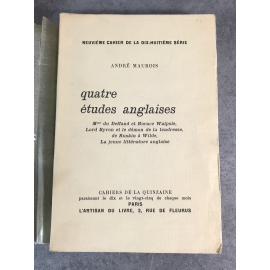 NEUVIÈME CAHIER DE LA DIX-HUITIÈME SÉRIE
ANDRÉ MAUROIS
quatre
études anglaises
Mme du Deffand et Horace Walpole,
Lord Byron et le démon de la tendresse,
de Ruskin à Wilde,
La jeune littérature anglaise
CAHIERS DE LA QUINZAINE
paraissant le dix et le vingt-cinq de chaque mois
PARIS
L'ARTISAN DU LIVRE, 2, RUE DE FLEURUS